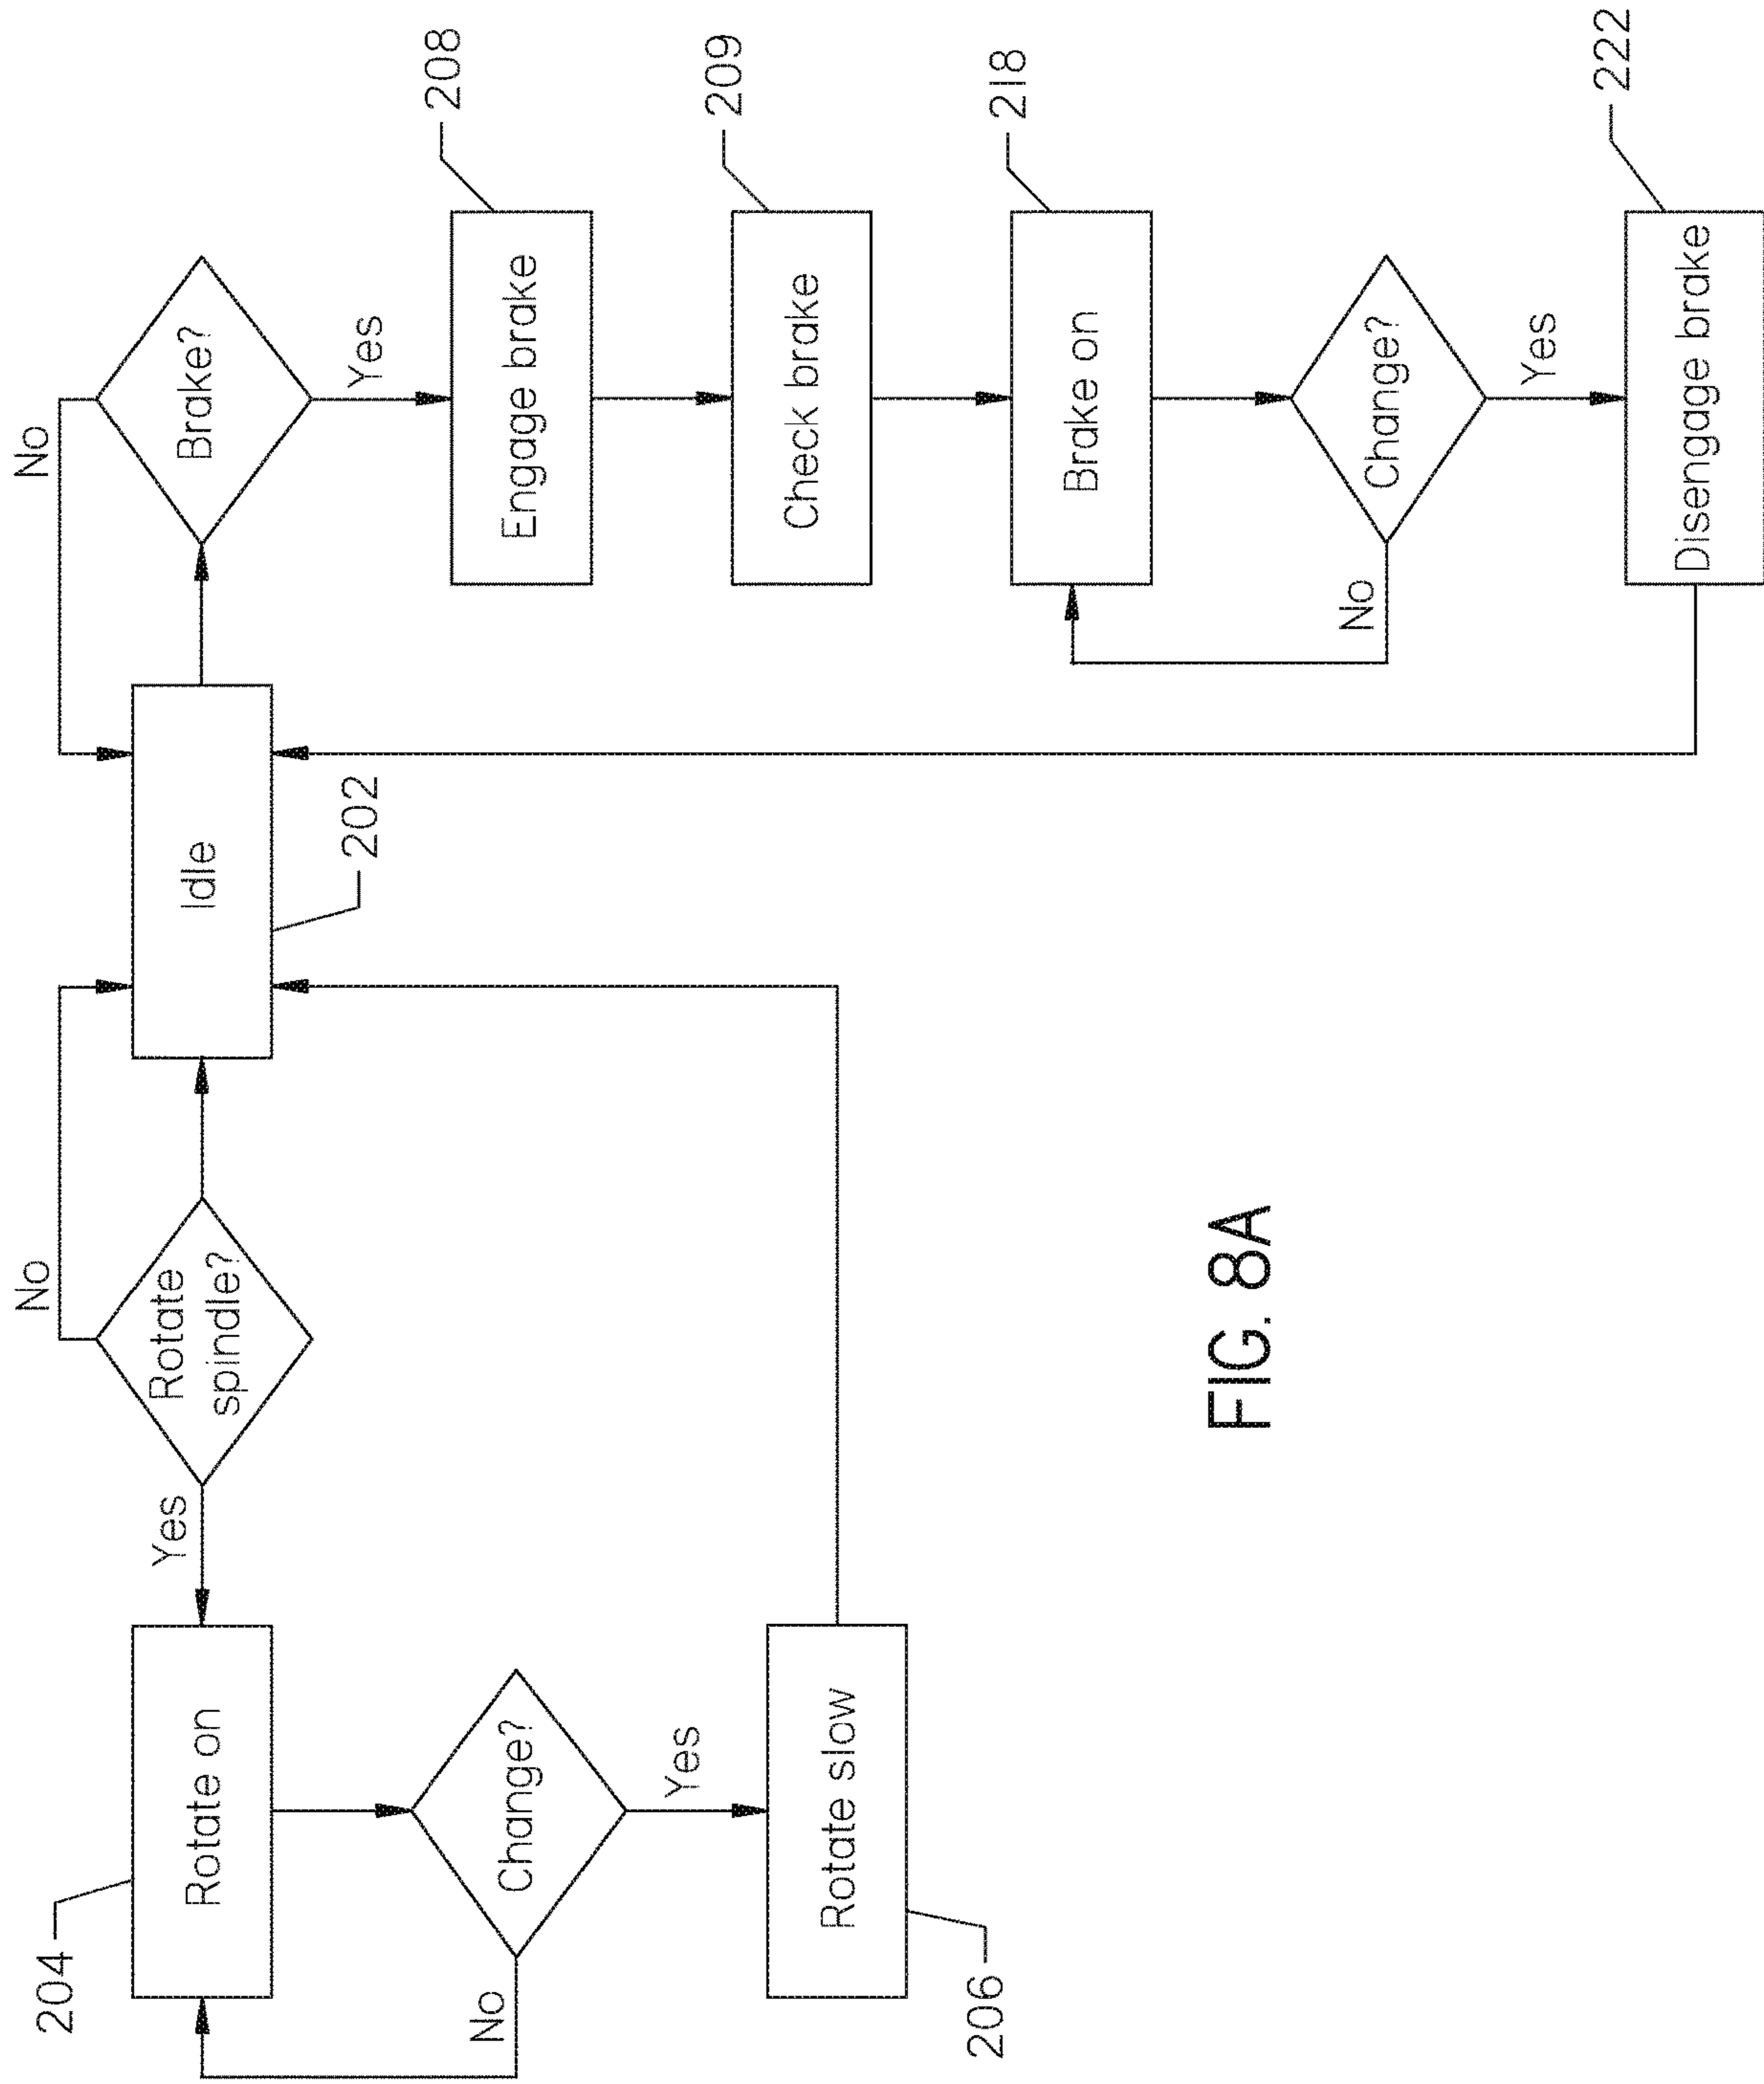 No
No
204
Rotate on
Yes
Rotate
spindle?
Idle
202
Brake?
Yes
208
Engage brake
209
Check brake
218
Brake on
No
Change?
Yes
222
Disengage brake
No
Change?
Yes
206
Rotate slow
FIG. 8A